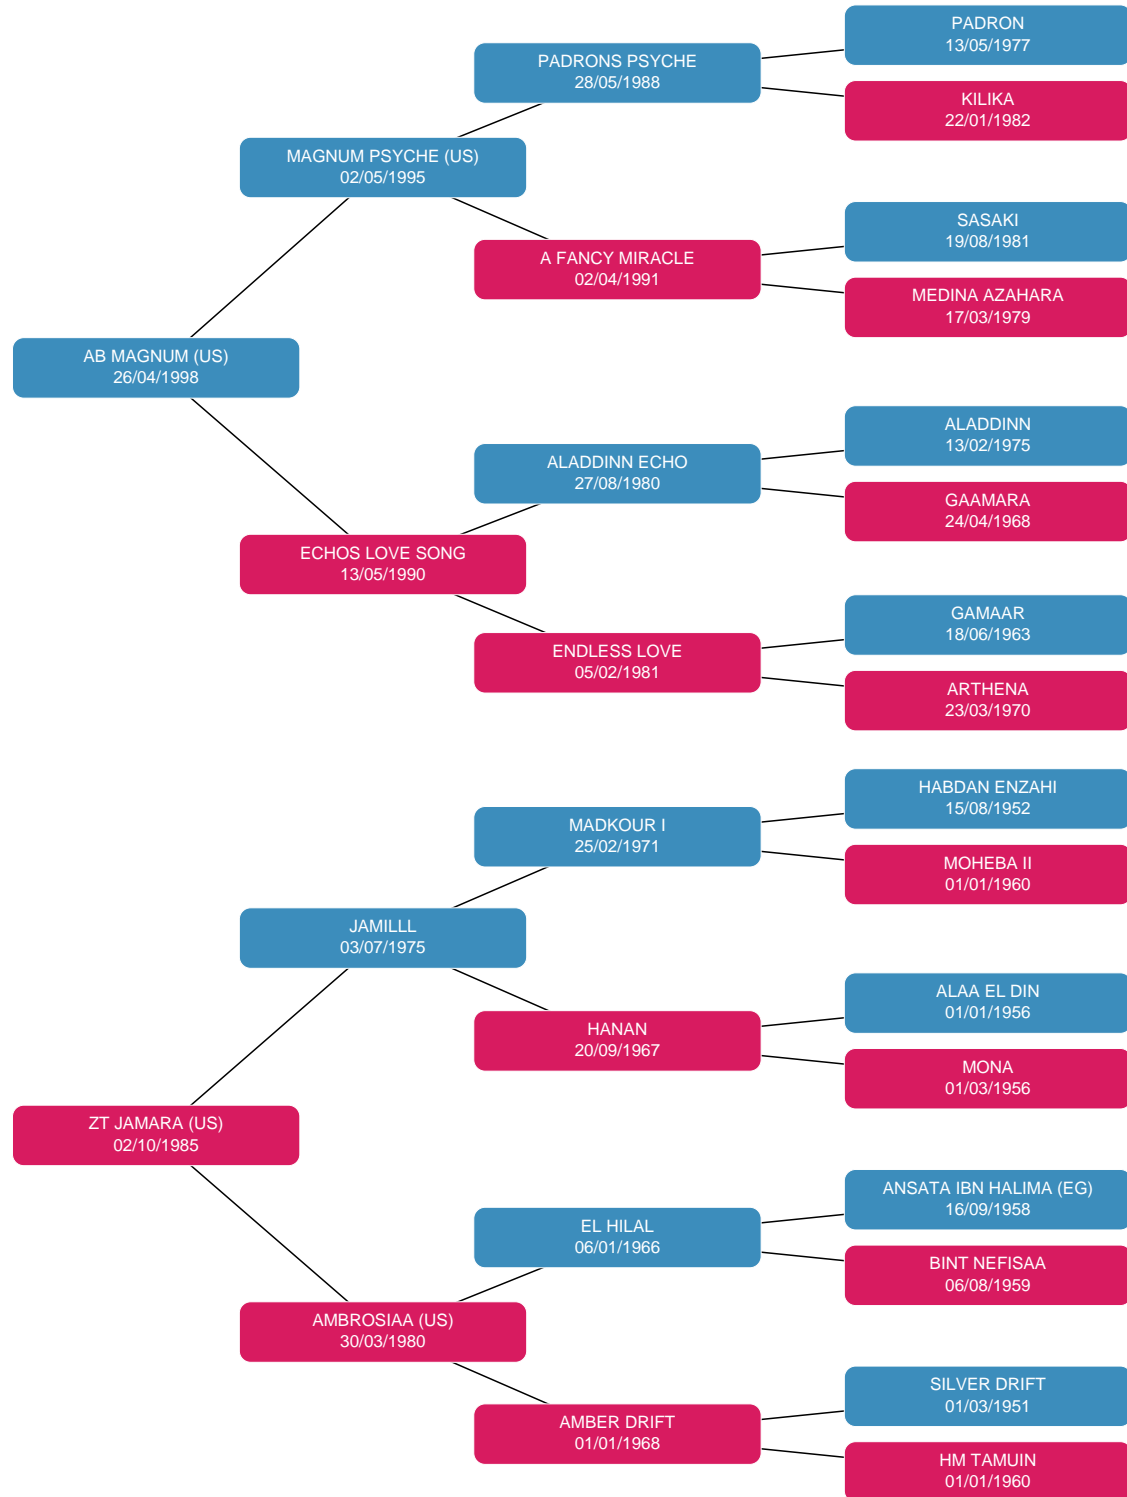 PADRON
13/05/1977
PADRONS PSYCHE
28/05/1988
KILIKA
22/01/1982
MAGNUM PSYCHE (US)
02/05/1995
SASAKI
19/08/1981
A FANCY MIRACLE
02/04/1991
MEDINA AZAHARA
17/03/1979
AB MAGNUM (US)
26/04/1998
ALADDINN
13/02/1975
ALADDINN ECHO
27/08/1980
GAAMARA
24/04/1968
ECHOS LOVE SONG
13/05/1990
GAMAAR
18/06/1963
ENDLESS LOVE
05/02/1981
ARTHENA
23/03/1970
HABDAN ENZAHI
15/08/1952
MADKOUR I
25/02/1971
MOHEBA II
01/01/1960
JAMILLL
03/07/1975
ALAA EL DIN
01/01/1956
HANAN
20/09/1967
MONA
01/03/1956
ZT JAMARA (US)
02/10/1985
ANSATA IBN HALIMA (EG)
16/09/1958
EL HILAL
06/01/1966
BINT NEFISAA
06/08/1959
AMBROSIAA (US)
30/03/1980
SILVER DRIFT
01/03/1951
AMBER DRIFT
01/01/1968
HM TAMUIN
01/01/1960